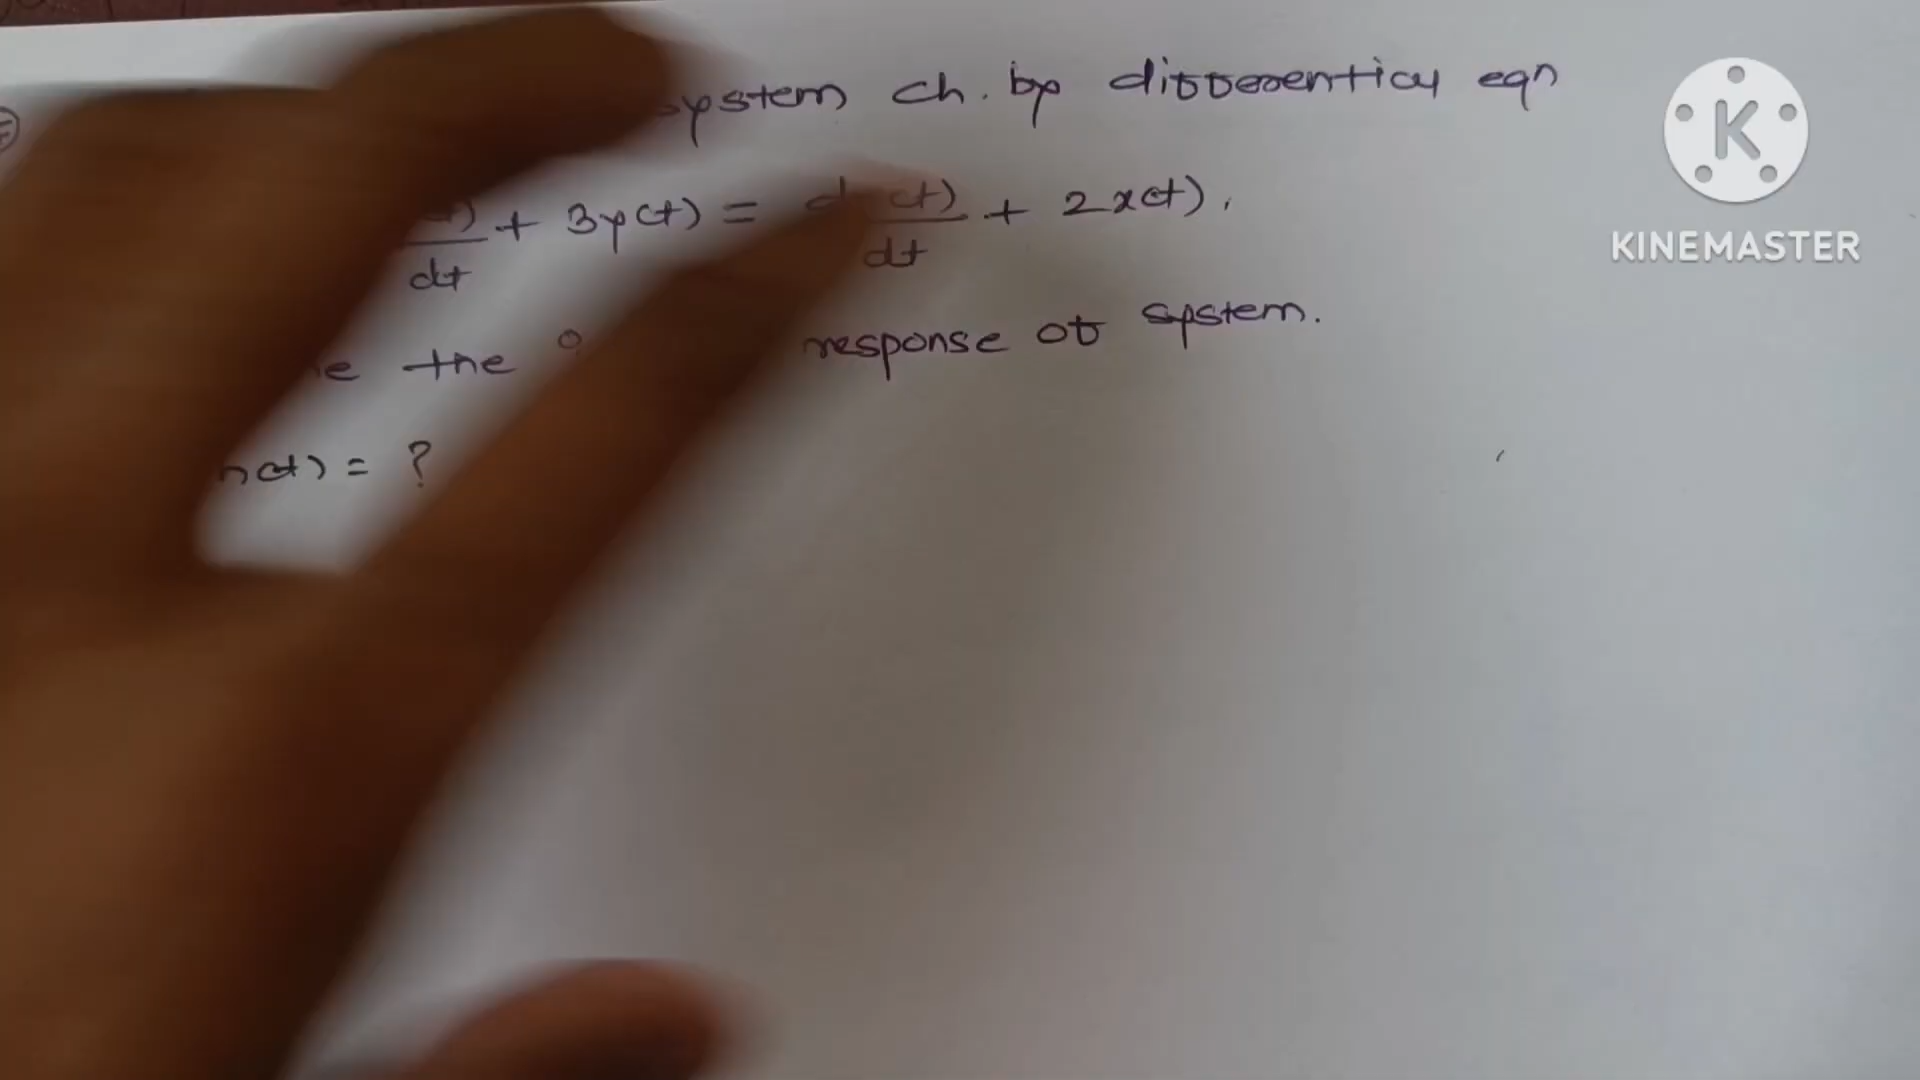 system ch. by differential eqn
dt + 3y(t) = d (t) dt + 2x(t).
the response of system.
h(t) = ?
K
KINEMASTER